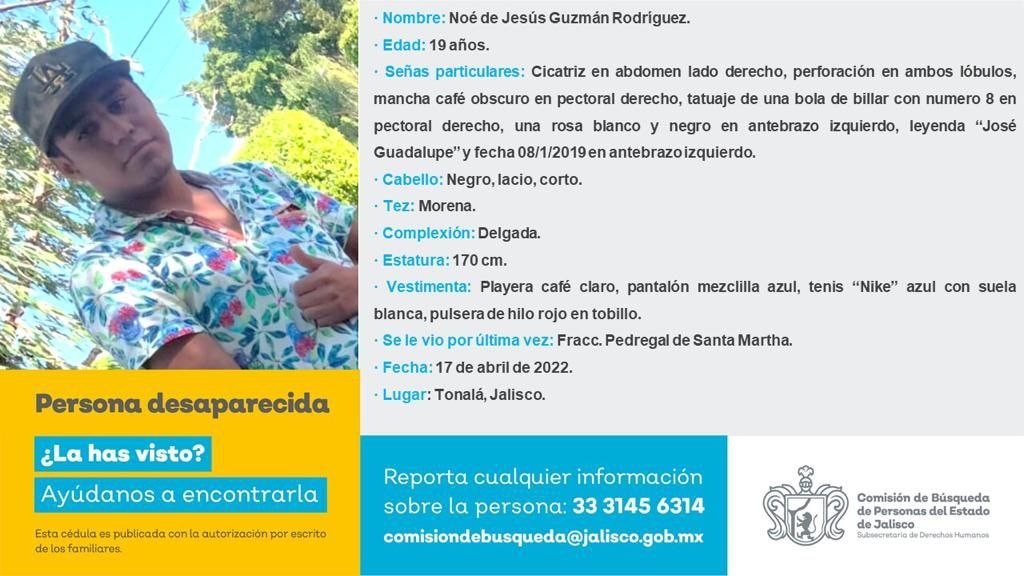 · Nombre: Noé de Jesús Guzmán Rodríguez.
· Edad: 19 años.
· Señas particulares: Cicatriz en abdomen lado derecho, perforación en ambos lóbulos,
mancha café obscuro en pectoral derecho, tatuaje de una bola de billar con numero 8 en
pectoral derecho, una rosa blanco y negro en antebrazo izquierdo, leyenda “José
Guadalupe” y fecha 08/1/2019 en antebrazo izquierdo.
· Cabello: Negro, lacio, corto.
· Tez: Morena.
· Complexión: Delgada.
· Estatura: 170 cm.
· Vestimenta: Playera café claro, pantalón mezclilla azul, tenis “Nike” azul con suela
blanca, pulsera de hilo rojo en tobillo.
· Se le vio por última vez: Fracc. Pedregal de Santa Martha.
· Fecha: 17 de abril de 2022.
· Lugar: Tonalá, Jalisco.
LA
Persona desaparecida
¿La has visto?
Ayúdanos a encontrarla
Esta cédula es publicada con la autorización por escrito
de los familiares.
Reporta cualquier información
sobre la persona: 33 3145 6314
comisiondebusqueda@jalisco.gob.mx
Comisión de Búsqueda
de Personas del Estado
de Jalisco
Subsecretaría de Derechos Humanos